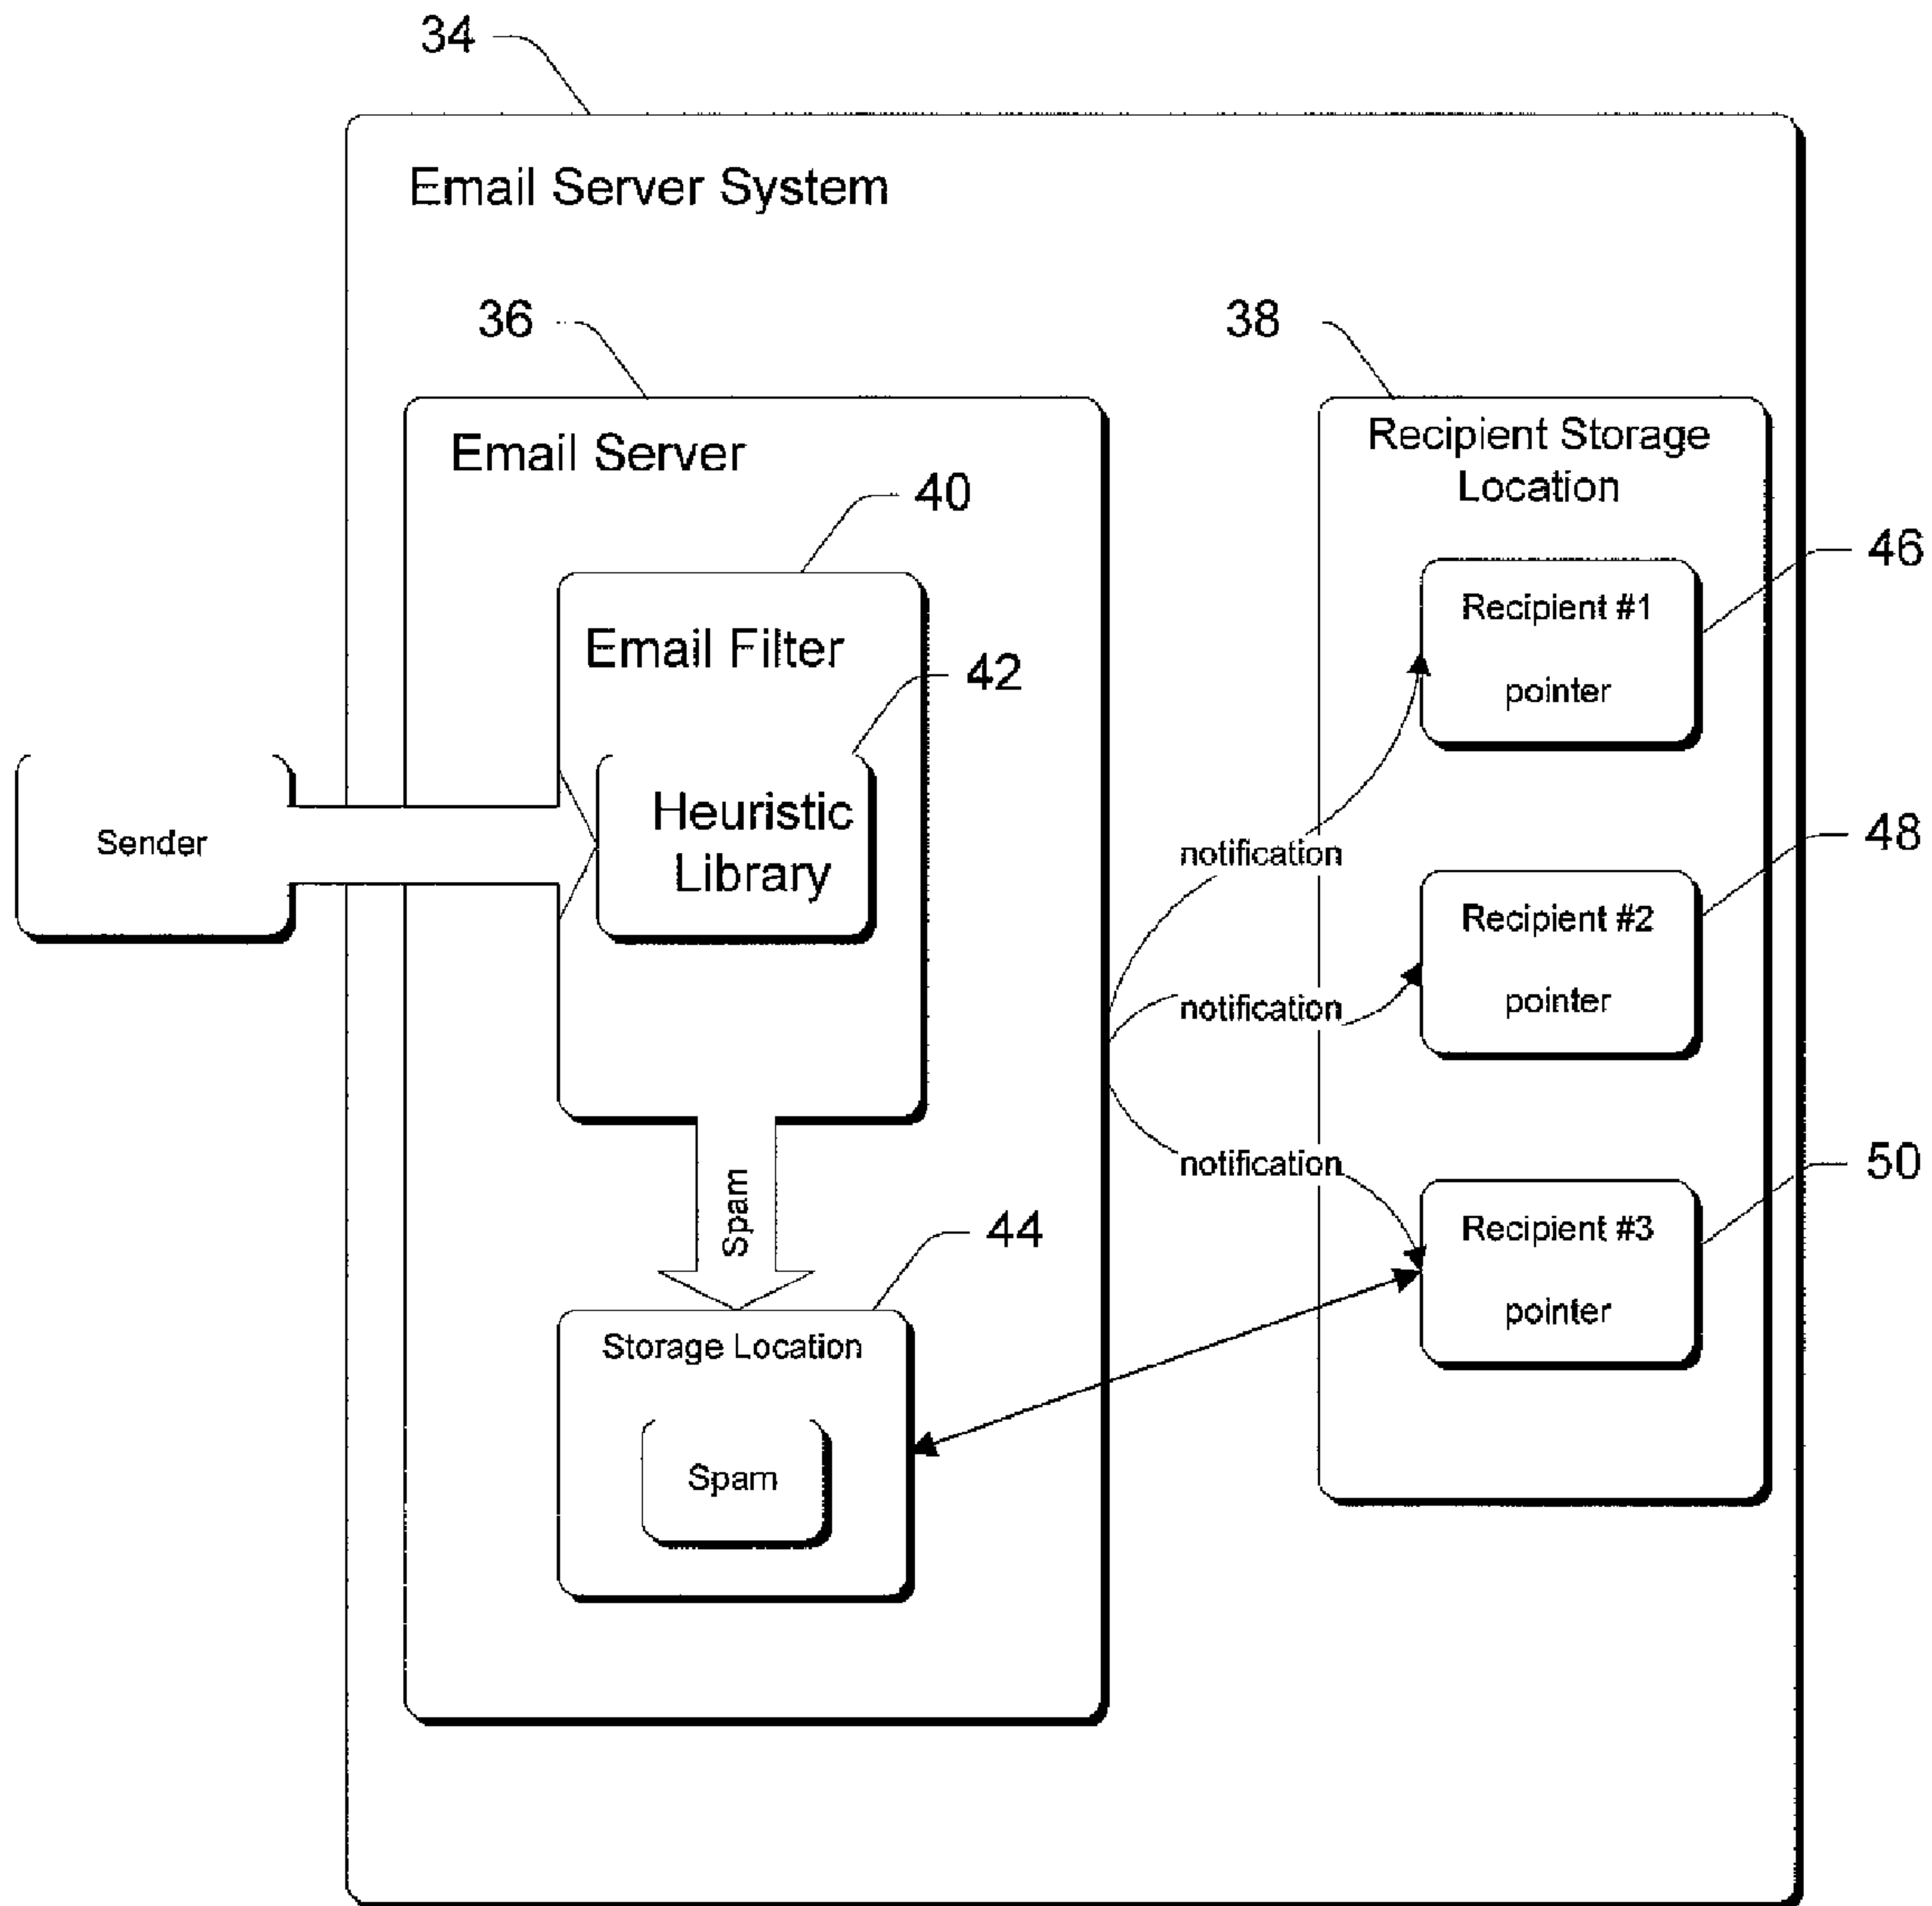 34
Email Server System
36
38
Email Server
Recipient Storage
Location
40
46
Recipient #1
Email Filter
42
pointer
Heuristic
Library
Sender
notification
48
Recipient #2
notification
pointer
notification
50
Spam
Recipient #3
44
pointer
Storage Location
Spam